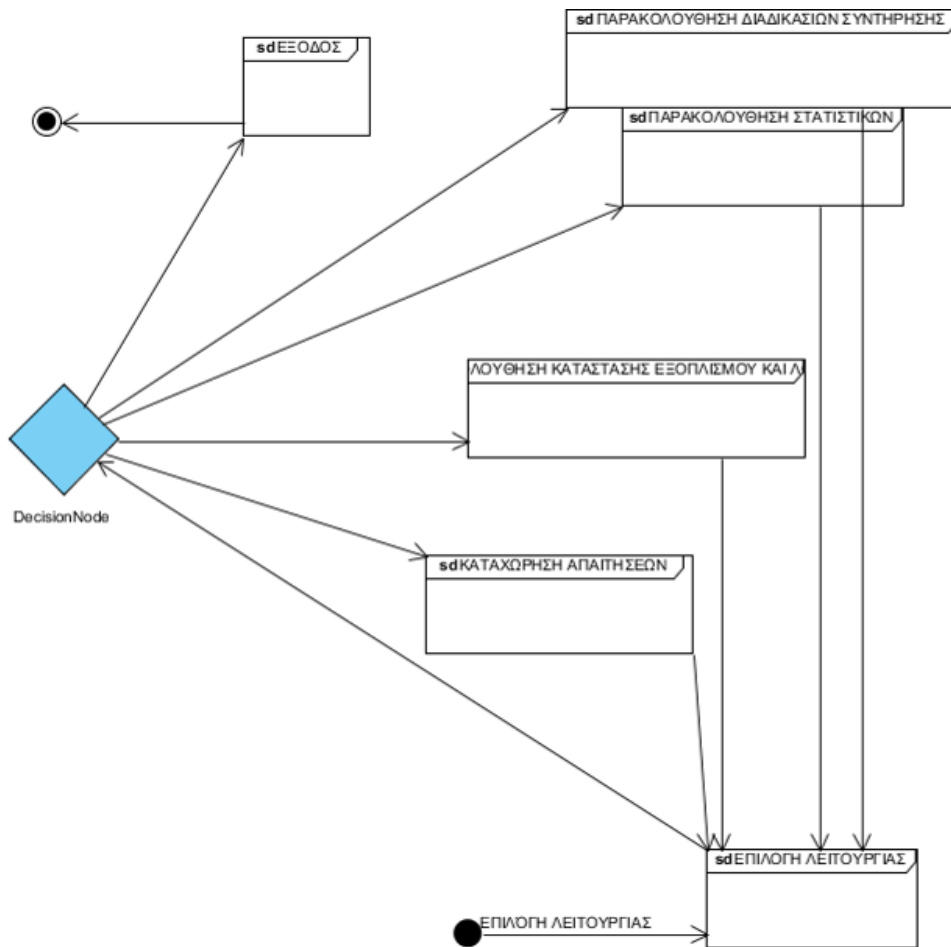 sd ΠΑΡΑΚΟΛΟΥΘΗΣΗ ΔΙΑΔΙΚΑΣΙΩΝ ΣΥΝΤΗΡΗΣΗΣ
sd ΕΞΟΔΟΣ
sd ΠΑΡΑΚΟΛΟΥΘΗΣΗ ΣΤΑΤΙΣΤΙΚΩΝ
ΛΟΥΘΗΣΗ ΚΑΤΑΣΤΑΣΗΣ ΕΞΟΠΛΙΣΜΟΥ ΚΑΙ
DecisionNode
sd ΚΑΤΑΧΩΡΗΣΗ ΑΠΑΙΤΗΣΕΩΝ
sd ΕΠΙΛΟΓΗ ΛΕΙΤΟΥΡΓΙΑΣ
ΕΠΙΛΟΓΗ ΛΕΙΤΟΥΡΓΙΑΣ